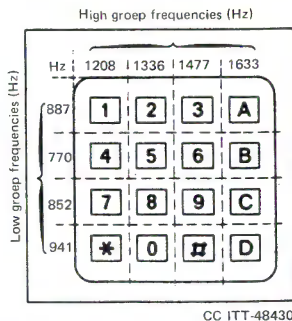 High groep frequencies (Hz)
Hz 1208 1336 1477 1633
Low groep frequencies (Hz)
887 1 2 3 A
770 4 5 6 B
852 7 8 9 C
941 * 0 # D
CC ITT-48430